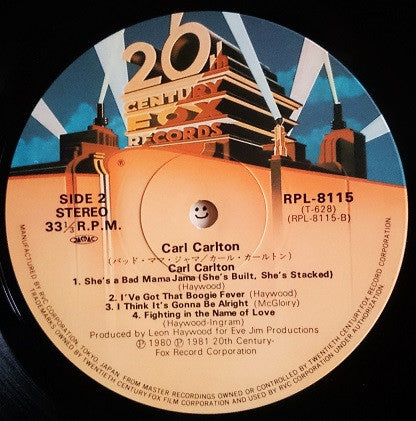 20th
CENTURY
FOX
RECORDS
SIDE 2
STEREO
33⅓ R.P.M.
RPL-8115
(T-628)
(RPL-8115-B)
Carl Carlton
(バッド・ママ・ジャマ／カール・カールトン)
Carl Carlton
1. She's a Bad Mama Jama (She's Built, She's Stacked)
(Haywood)
2. I've Got That Boogie Fever (Haywood)
3. I Think It's Gonna Be Alright (McGlory)
4. Fighting in the Name of Love
(Haywood-Ingram)
Produced by Leon Haywood for Eve Jim Productions
Ⓟ 1980 Ⓟ 1981 20th Century-
Fox Record Corporation
MANUFACTURED BY RVC CORPORATION, TOKYO, JAPAN, FROM MASTER RECORDINGS OWNED OR CONTROLLED BY TWENTIETH CENTURY-FOX RECORD CORPORATION
TRADEMARKS OWNED BY TWENTIETH CENTURY-FOX FILM CORPORATION AND USED BY RVC CORPORATION UNDER AUTHORIZATION.